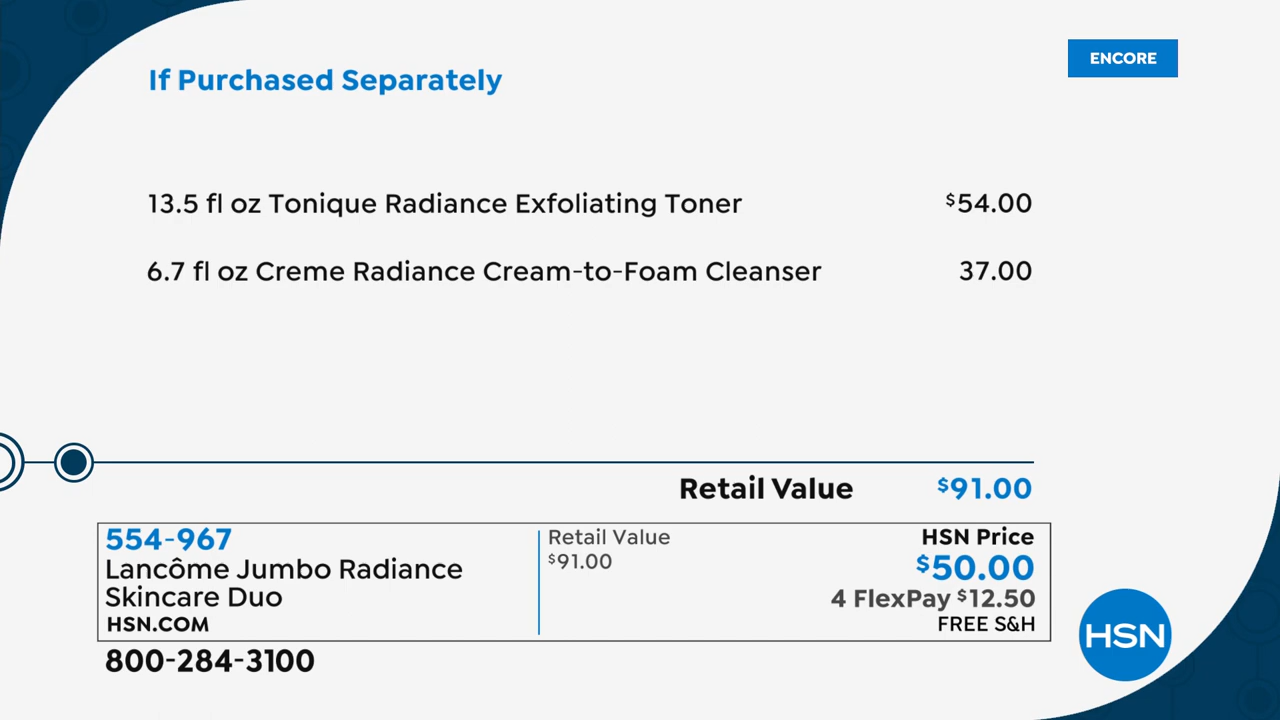 If Purchased Separately
ENCORE
13.5 fl oz Tonique Radiance Exfoliating Toner $54.00
6.7 fl oz Creme Radiance Cream-to-Foam Cleanser 37.00
Retail Value $91.00
554-967
Lancôme Jumbo Radiance
Skincare Duo
HSN.COM
Retail Value
$91.00
HSN Price
$50.00
4 FlexPay $12.50
FREE S&H
800-284-3100
HSN